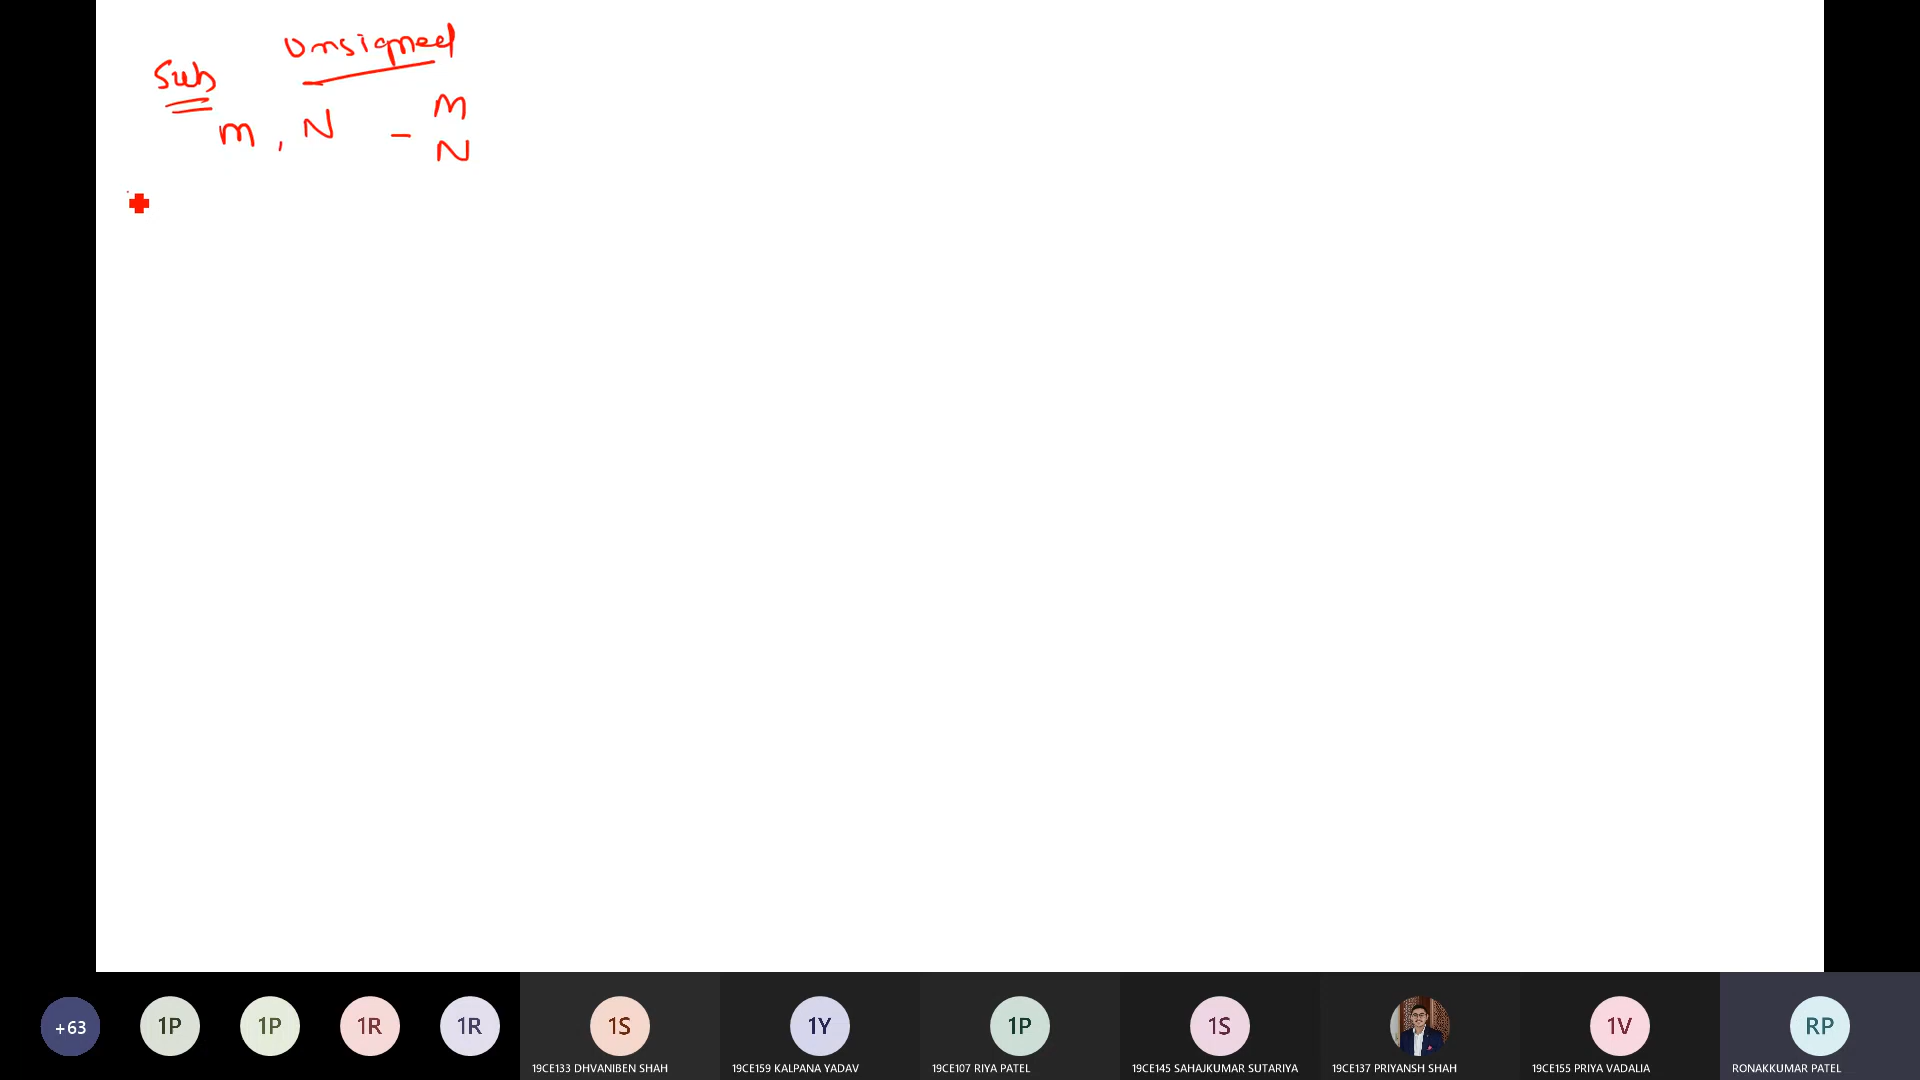 Unsigned
Sub
M , N - M
N
+63
1P
1P
1R
1R
1S
1Y
1P
1S
1V
RP
19CE133 DHVANIBEN SHAH
19CE159 KALPANA YADAV
19CE107 RIYA PATEL
19CE145 SAHAJKUMAR SUTARIYA
19CE137 PRIYANSH SHAH
19CE155 PRIYA VADALIA
RONAKKUMAR PATEL